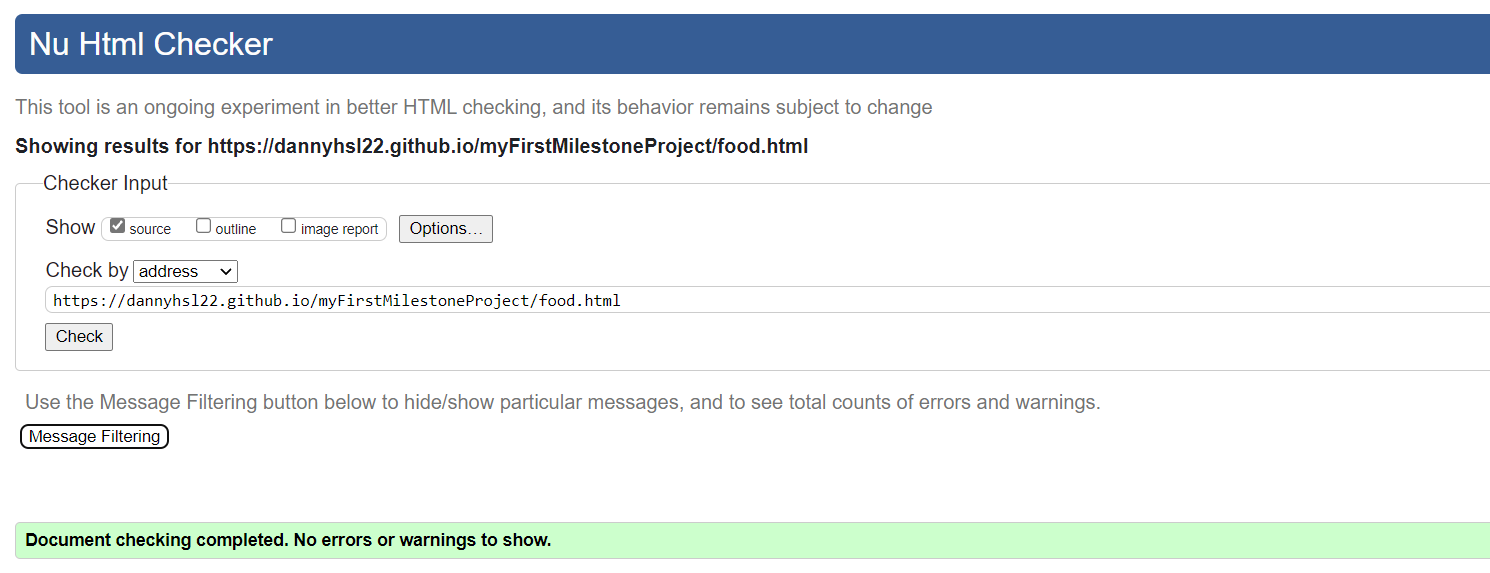 Nu Html Checker
This tool is an ongoing experiment in better HTML checking, and its behavior remains subject to change
Showing results for https://dannyhsl22.github.io/myFirstMilestoneProject/food.html
Checker Input
Show source outline image report Options...
Check by address
https://dannyhsl22.github.io/myFirstMilestoneProject/food.html
Check
Use the Message Filtering button below to hide/show particular messages, and to see total counts of errors and warnings.
Message Filtering
Document checking completed. No errors or warnings to show.